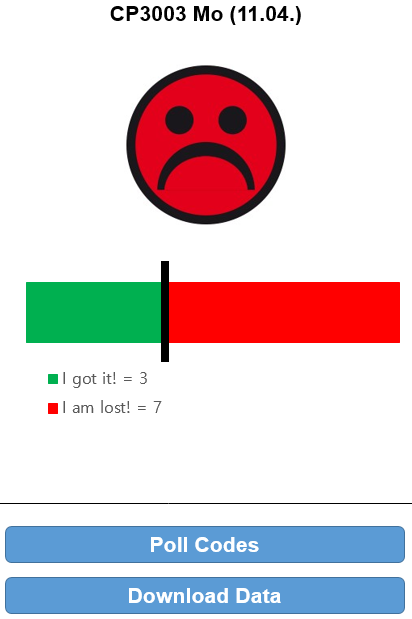 CP3003 Mo (11.04.)
I got it! = 3
I am lost! = 7
Poll Codes
Download Data